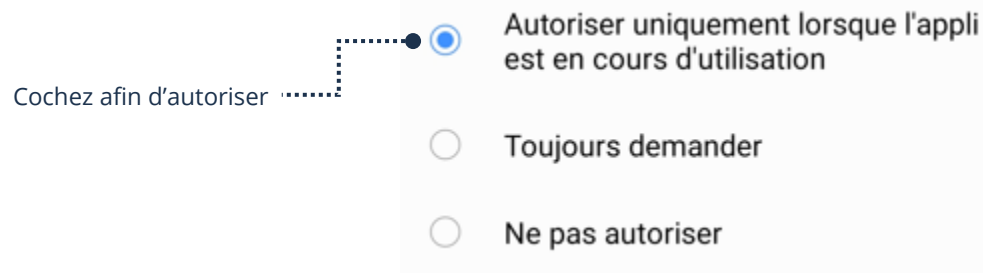 Autoriser uniquement lorsque l'appli
est en cours d'utilisation
Cochez afin d’autoriser
Toujours demander
Ne pas autoriser